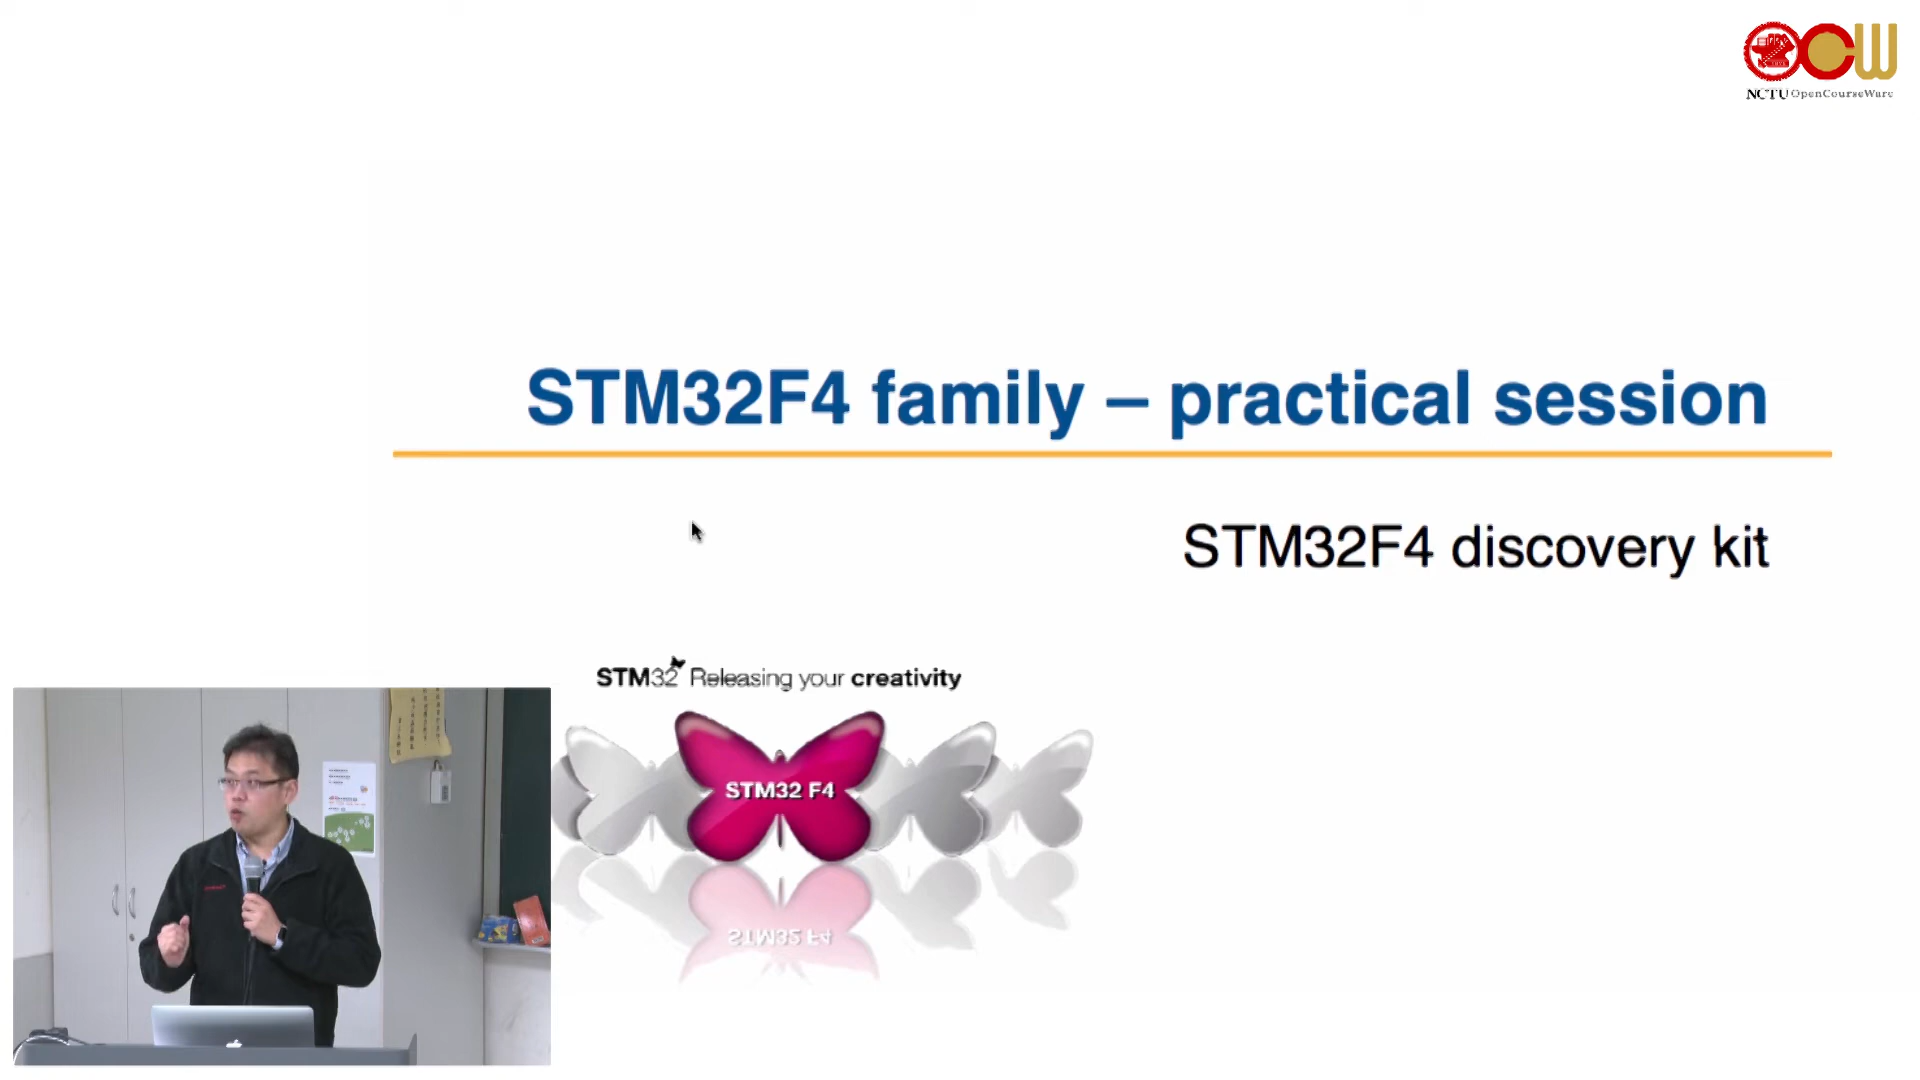 NCTU OpenCourseWare
STM32F4 family – practical session
STM32F4 discovery kit
STM32 Releasing your creativity
STM32 F4
STM32 F4